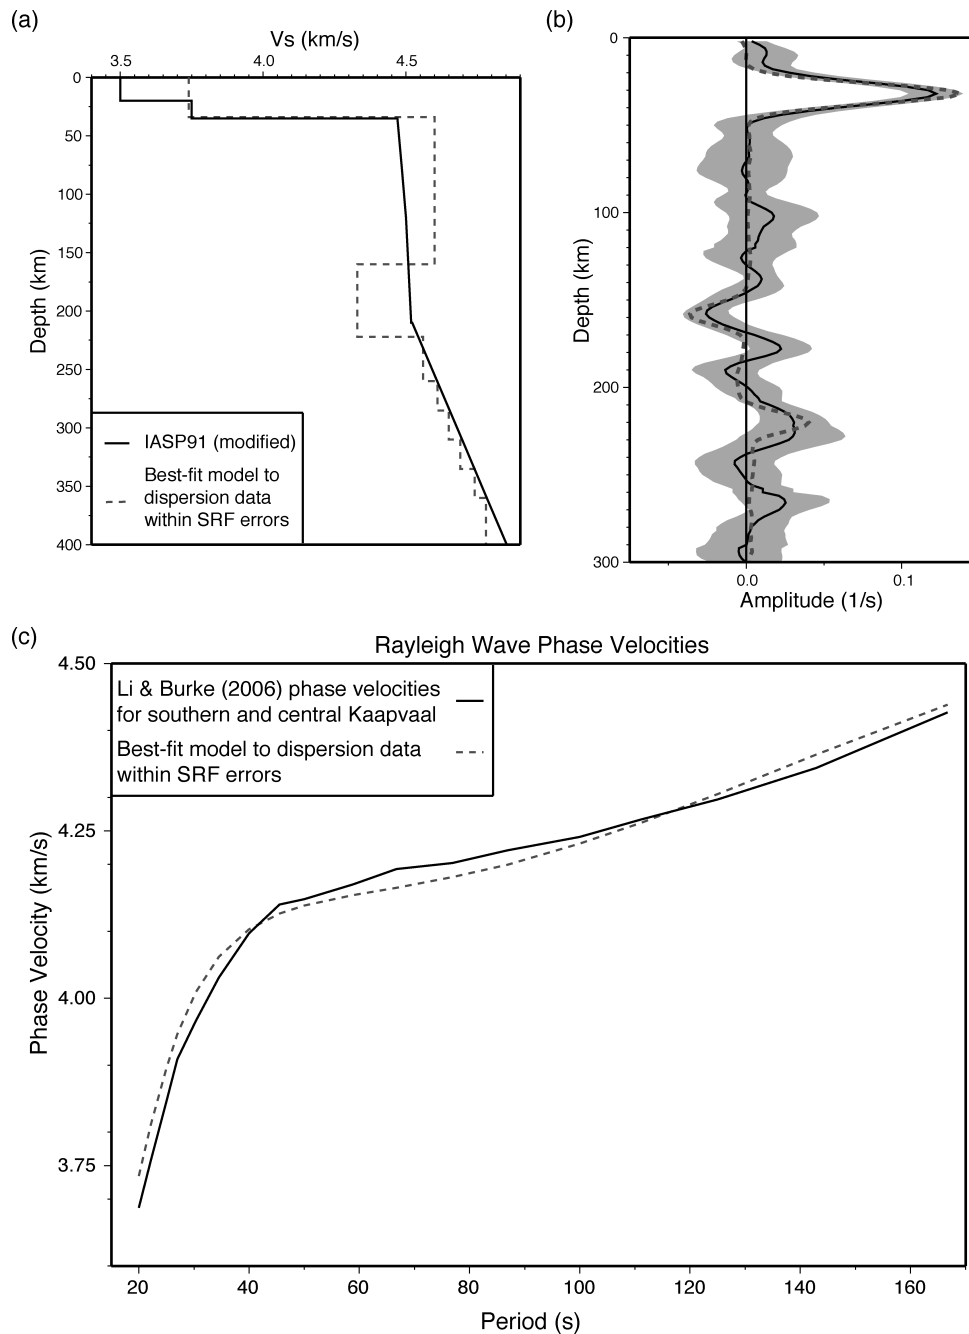 (a)
Vs (km/s)
3.5 4.0 4.5
0
50
100
150
200
250
300
350
400
Depth (km)
IASP91 (modified)
Best-fit model to
dispersion data
within SRF errors
(b)
0
100
200
300
Depth (km)
0.0 0.1
Amplitude (1/s)
(c)
Rayleigh Wave Phase Velocities
4.50
4.25
4.00
3.75
Phase Velocity (km/s)
Li & Burke (2006) phase velocities
for southern and central Kaapvaal
Best-fit model to dispersion data
within SRF errors
20 40 60 80 100 120 140 160
Period (s)